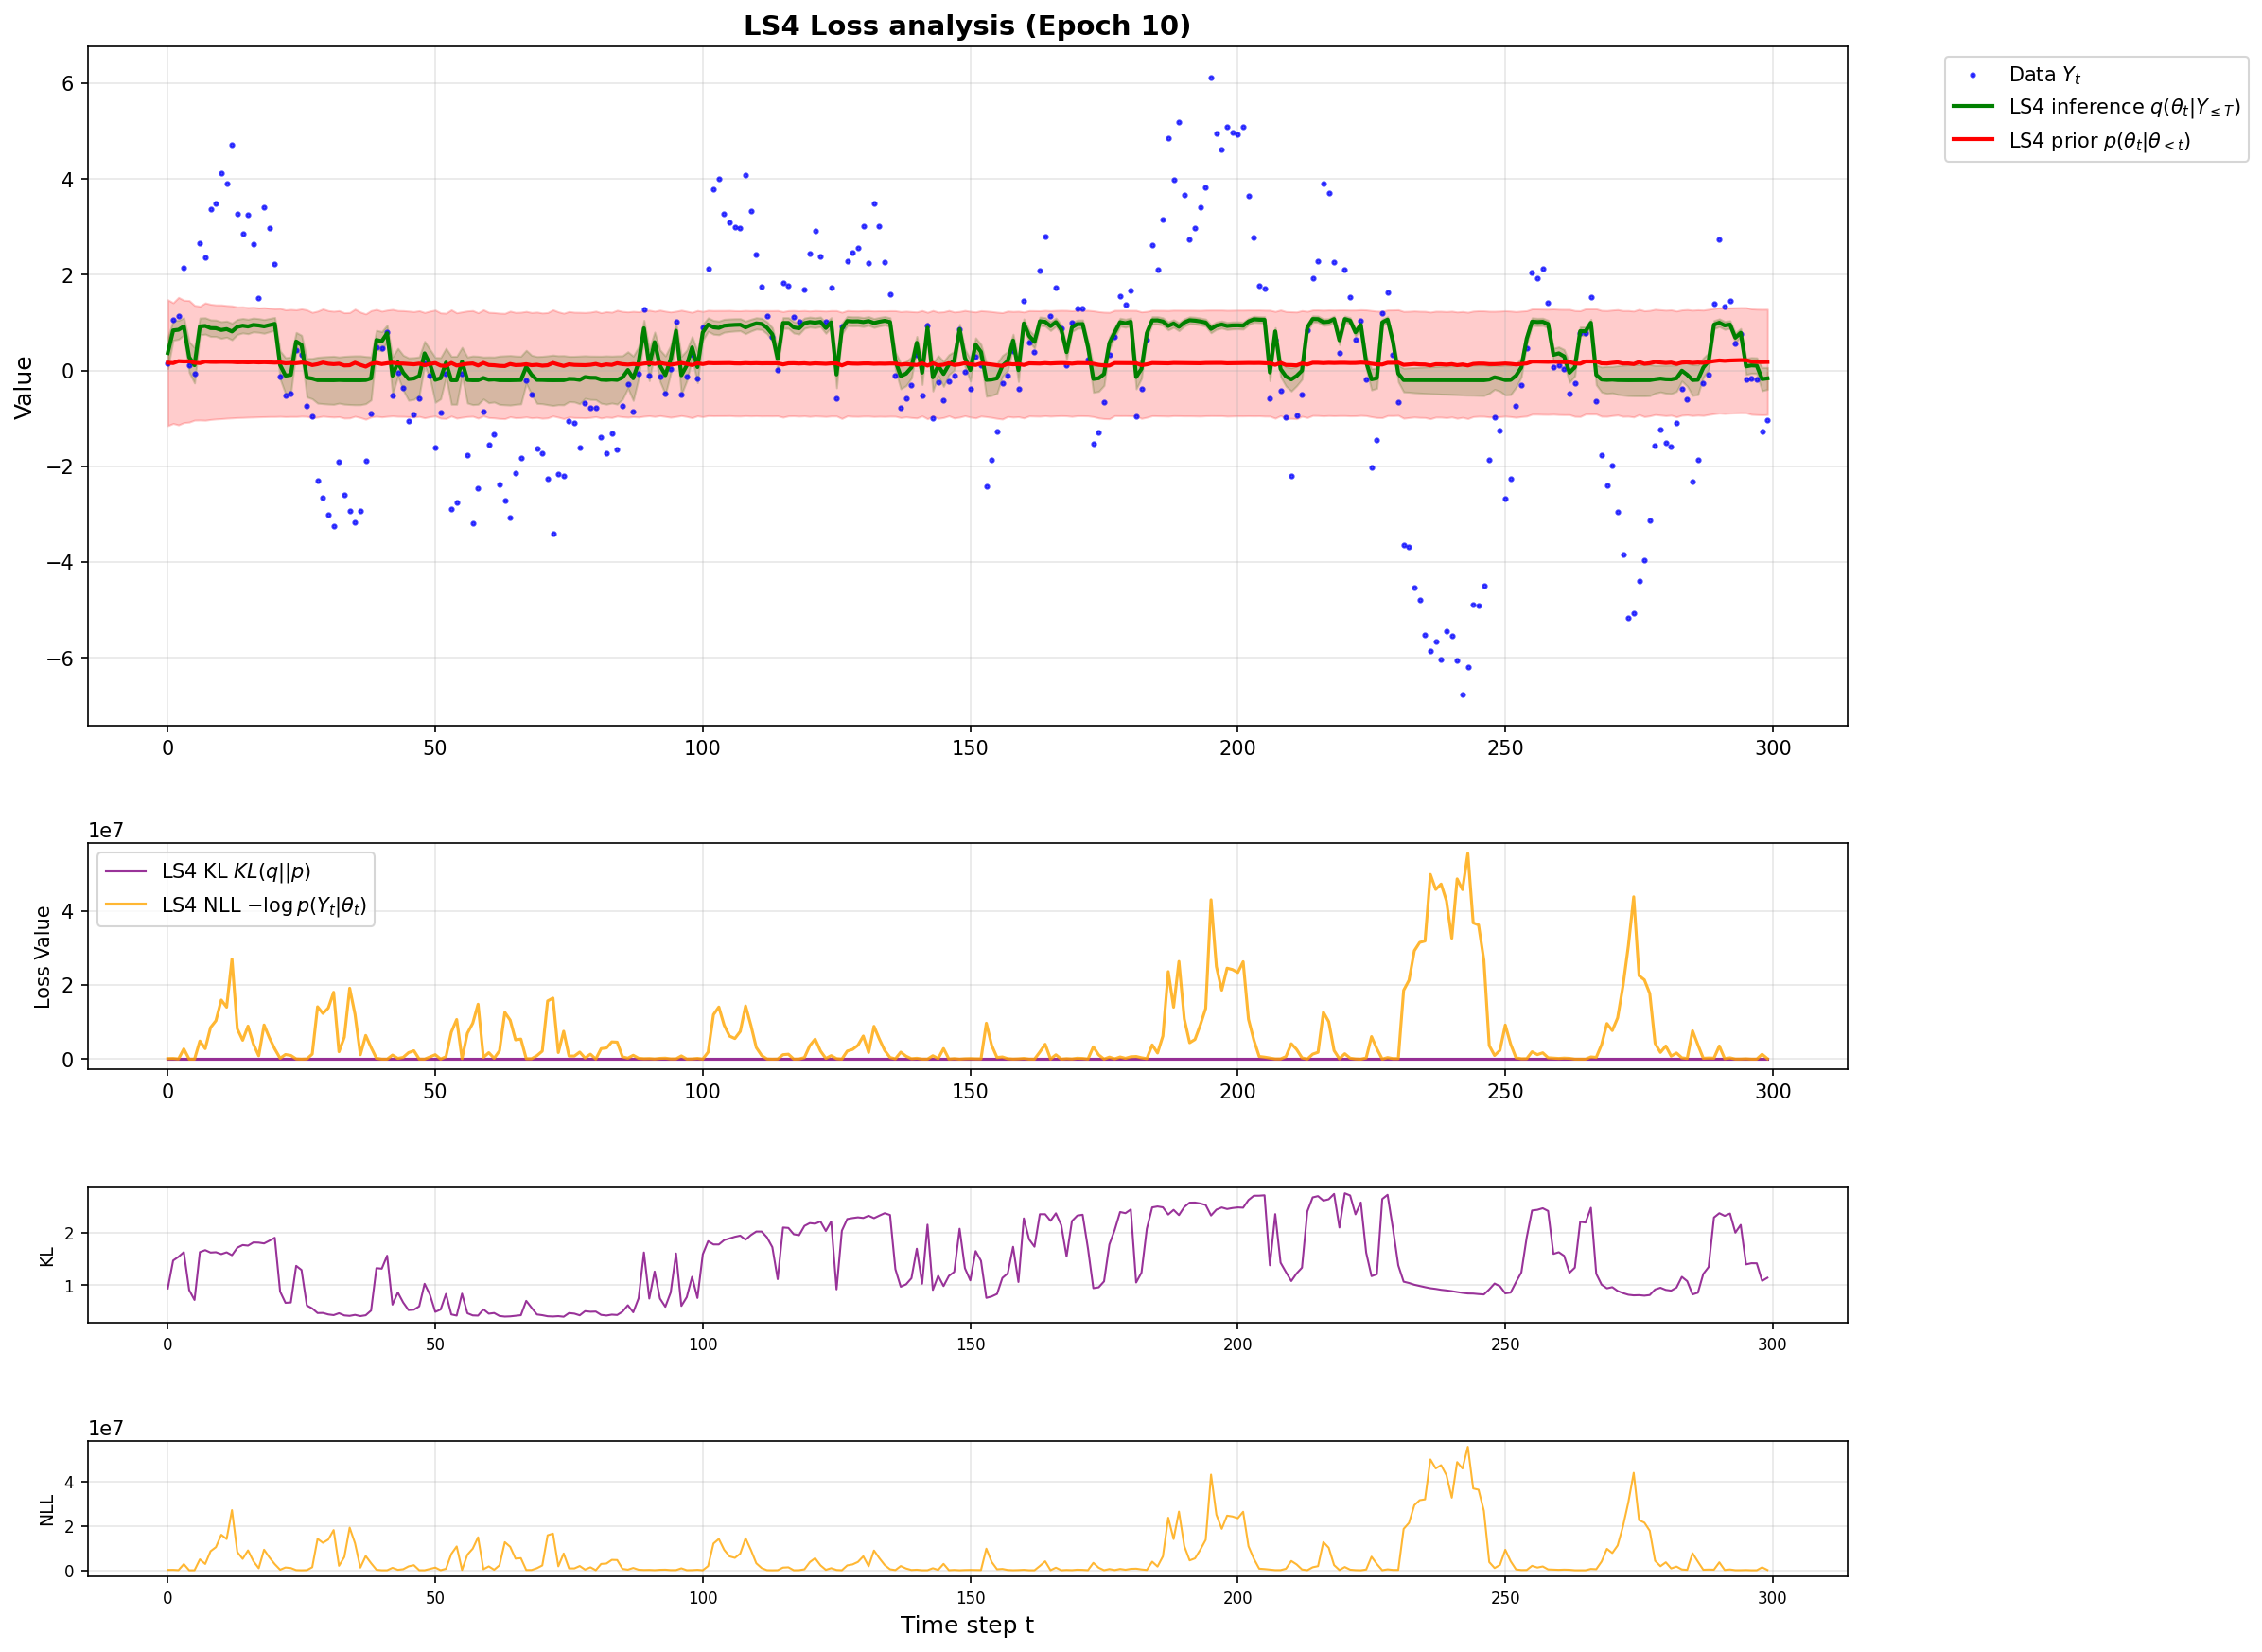 LS4 Loss analysis (Epoch 10)
6
4
2
0
−2
−4
−6
Value
0 50 100 150 200 250 300
Data Y_t
LS4 inference q(θ_t|Y_{≤T})
LS4 prior p(θ_t|θ_{<t})
1e7
LS4 KL KL(q||p)
LS4 NLL −log p(Y_t|θ_t)
4
2
0
Loss Value
0 50 100 150 200 250 300
2
1
KL
0 50 100 150 200 250 300
1e7
4
2
0
NLL
0 50 100 150 200 250 300
Time step t